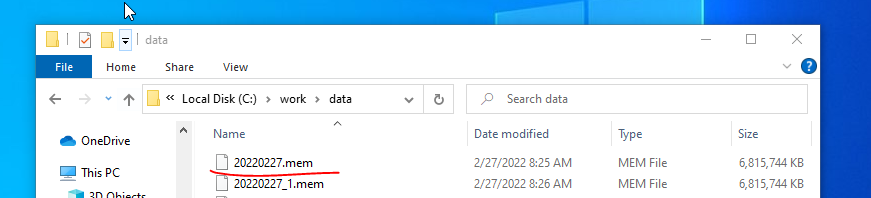 data
File Home Share View
« Local Disk (C:) › work › data Search data
OneDrive
This PC
3D Objects
Name Date modified Type Size
20220227.mem 2/27/2022 8:25 AM MEM File 6,815,744 KB
20220227_1.mem 2/27/2022 8:26 AM MEM File 6,815,744 KB